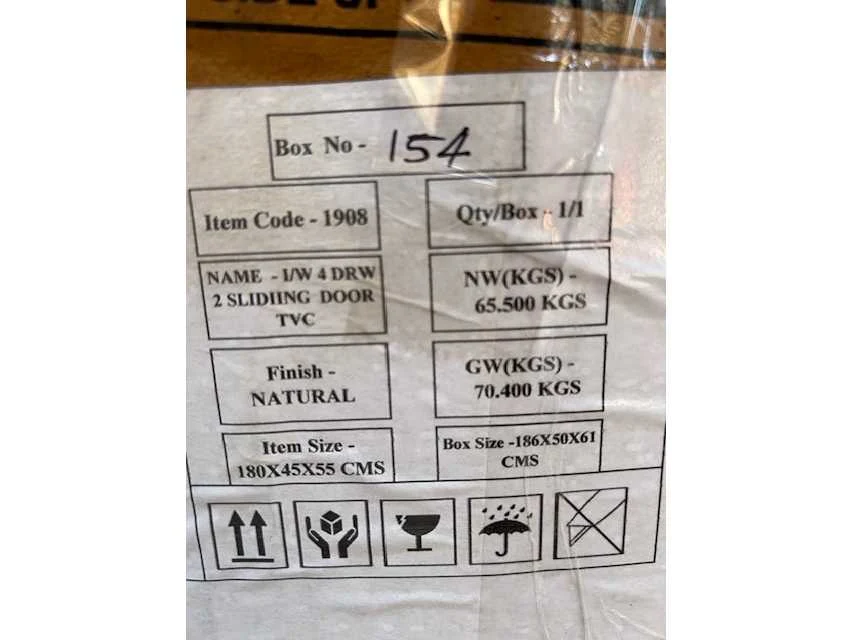 Box No - 154
Item Code - 1908
Qty/Box - 1/1
NAME - I/W 4 DRW
2 SLIDIING DOOR
TVC
NW(KGS) -
65.500 KGS
Finish -
NATURAL
GW(KGS) -
70.400 KGS
Item Size -
180X45X55 CMS
Box Size -186X50X61
CMS